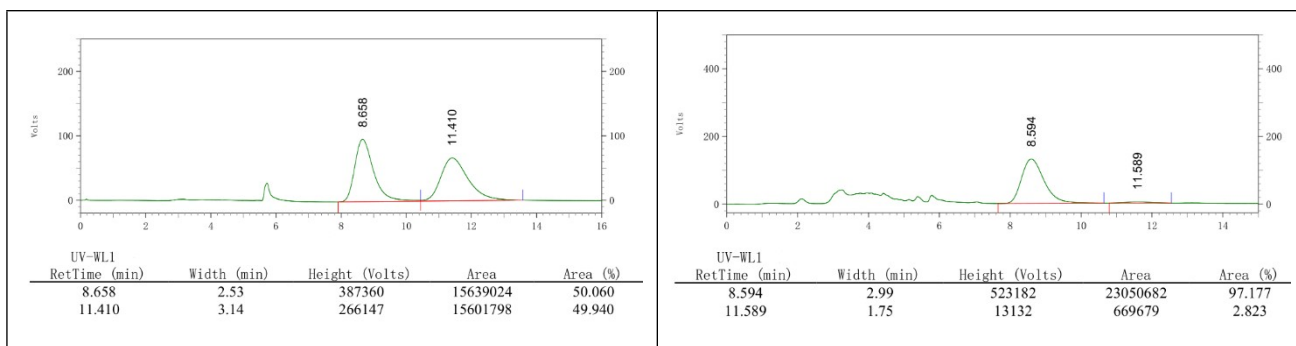 200
100
0
Volts
8.658
11.410
200
100
0
0 2 4 6 8 10 12 14 16
UV-WL1
RetTime (min) Width (min) Height (Volts) Area Area (%)
8.658 2.53 387360 15639024 50.060
11.410 3.14 266147 15601798 49.940
400
200
0
Volts
8.594
11.589
400
200
0
0 2 4 6 8 10 12 14
UV-WL1
RetTime (min) Width (min) Height (Volts) Area Area (%)
8.594 2.99 523182 23050682 97.177
11.589 1.75 13132 669679 2.823